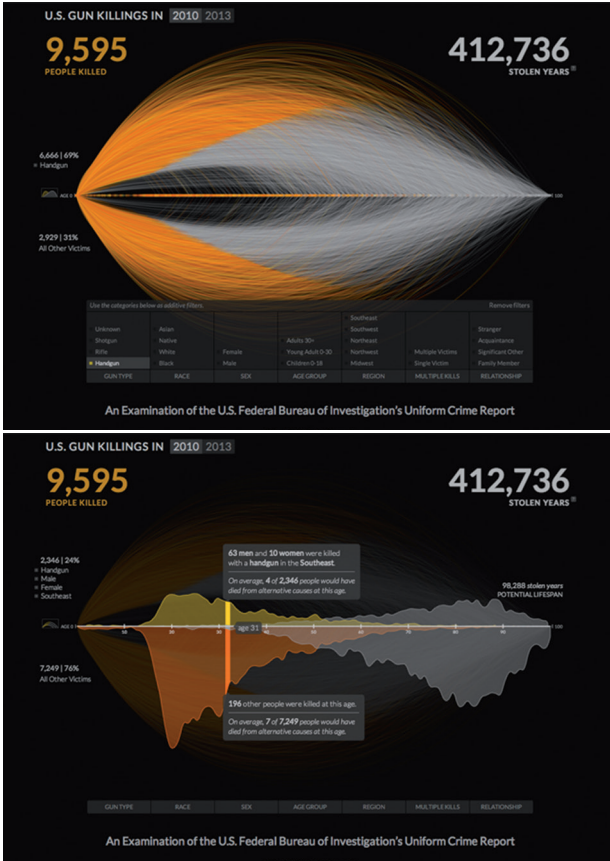 U.S. GUN KILLINGS IN 2010 2013
9,595
PEOPLE KILLED
412,736
STOLEN YEARS
6,666 | 69%
Handgun
AGE 0
100
2,929 | 31%
All Other Victims
Use the categories below as additive filters.
Remove filters
Unknown
Shotgun
Rifle
Handgun
GUN TYPE
Asian
Native
White
Black
RACE
Female
Male
SEX
Adults 30+
Young Adult 0-30
Children 0-18
AGE GROUP
Southeast
Southwest
Northeast
Northwest
Midwest
REGION
Multiple Victims
Single Victim
MULTIPLE KILLS
Stranger
Acquaintance
Significant Other
Family Member
RELATIONSHIP
An Examination of the U.S. Federal Bureau of Investigation's Uniform Crime Report
U.S. GUN KILLINGS IN 2010 2013
9,595
PEOPLE KILLED
412,736
STOLEN YEARS
2,346 | 24%
Handgun
Male
Female
Southeast
63 men and 10 women were killed
with a handgun in the Southeast.
On average, 4 of 2,346 people would have
died from alternative causes at this age.
98,288 stolen years
POTENTIAL LIFESPAN
age 31
7,249 | 76%
All Other Victims
196 other people were killed at this age.
On average, 7 of 7,249 people would have
died from alternative causes at this age.
GUN TYPE RACE SEX AGE GROUP REGION MULTIPLE KILLS RELATIONSHIP
An Examination of the U.S. Federal Bureau of Investigation's Uniform Crime Report